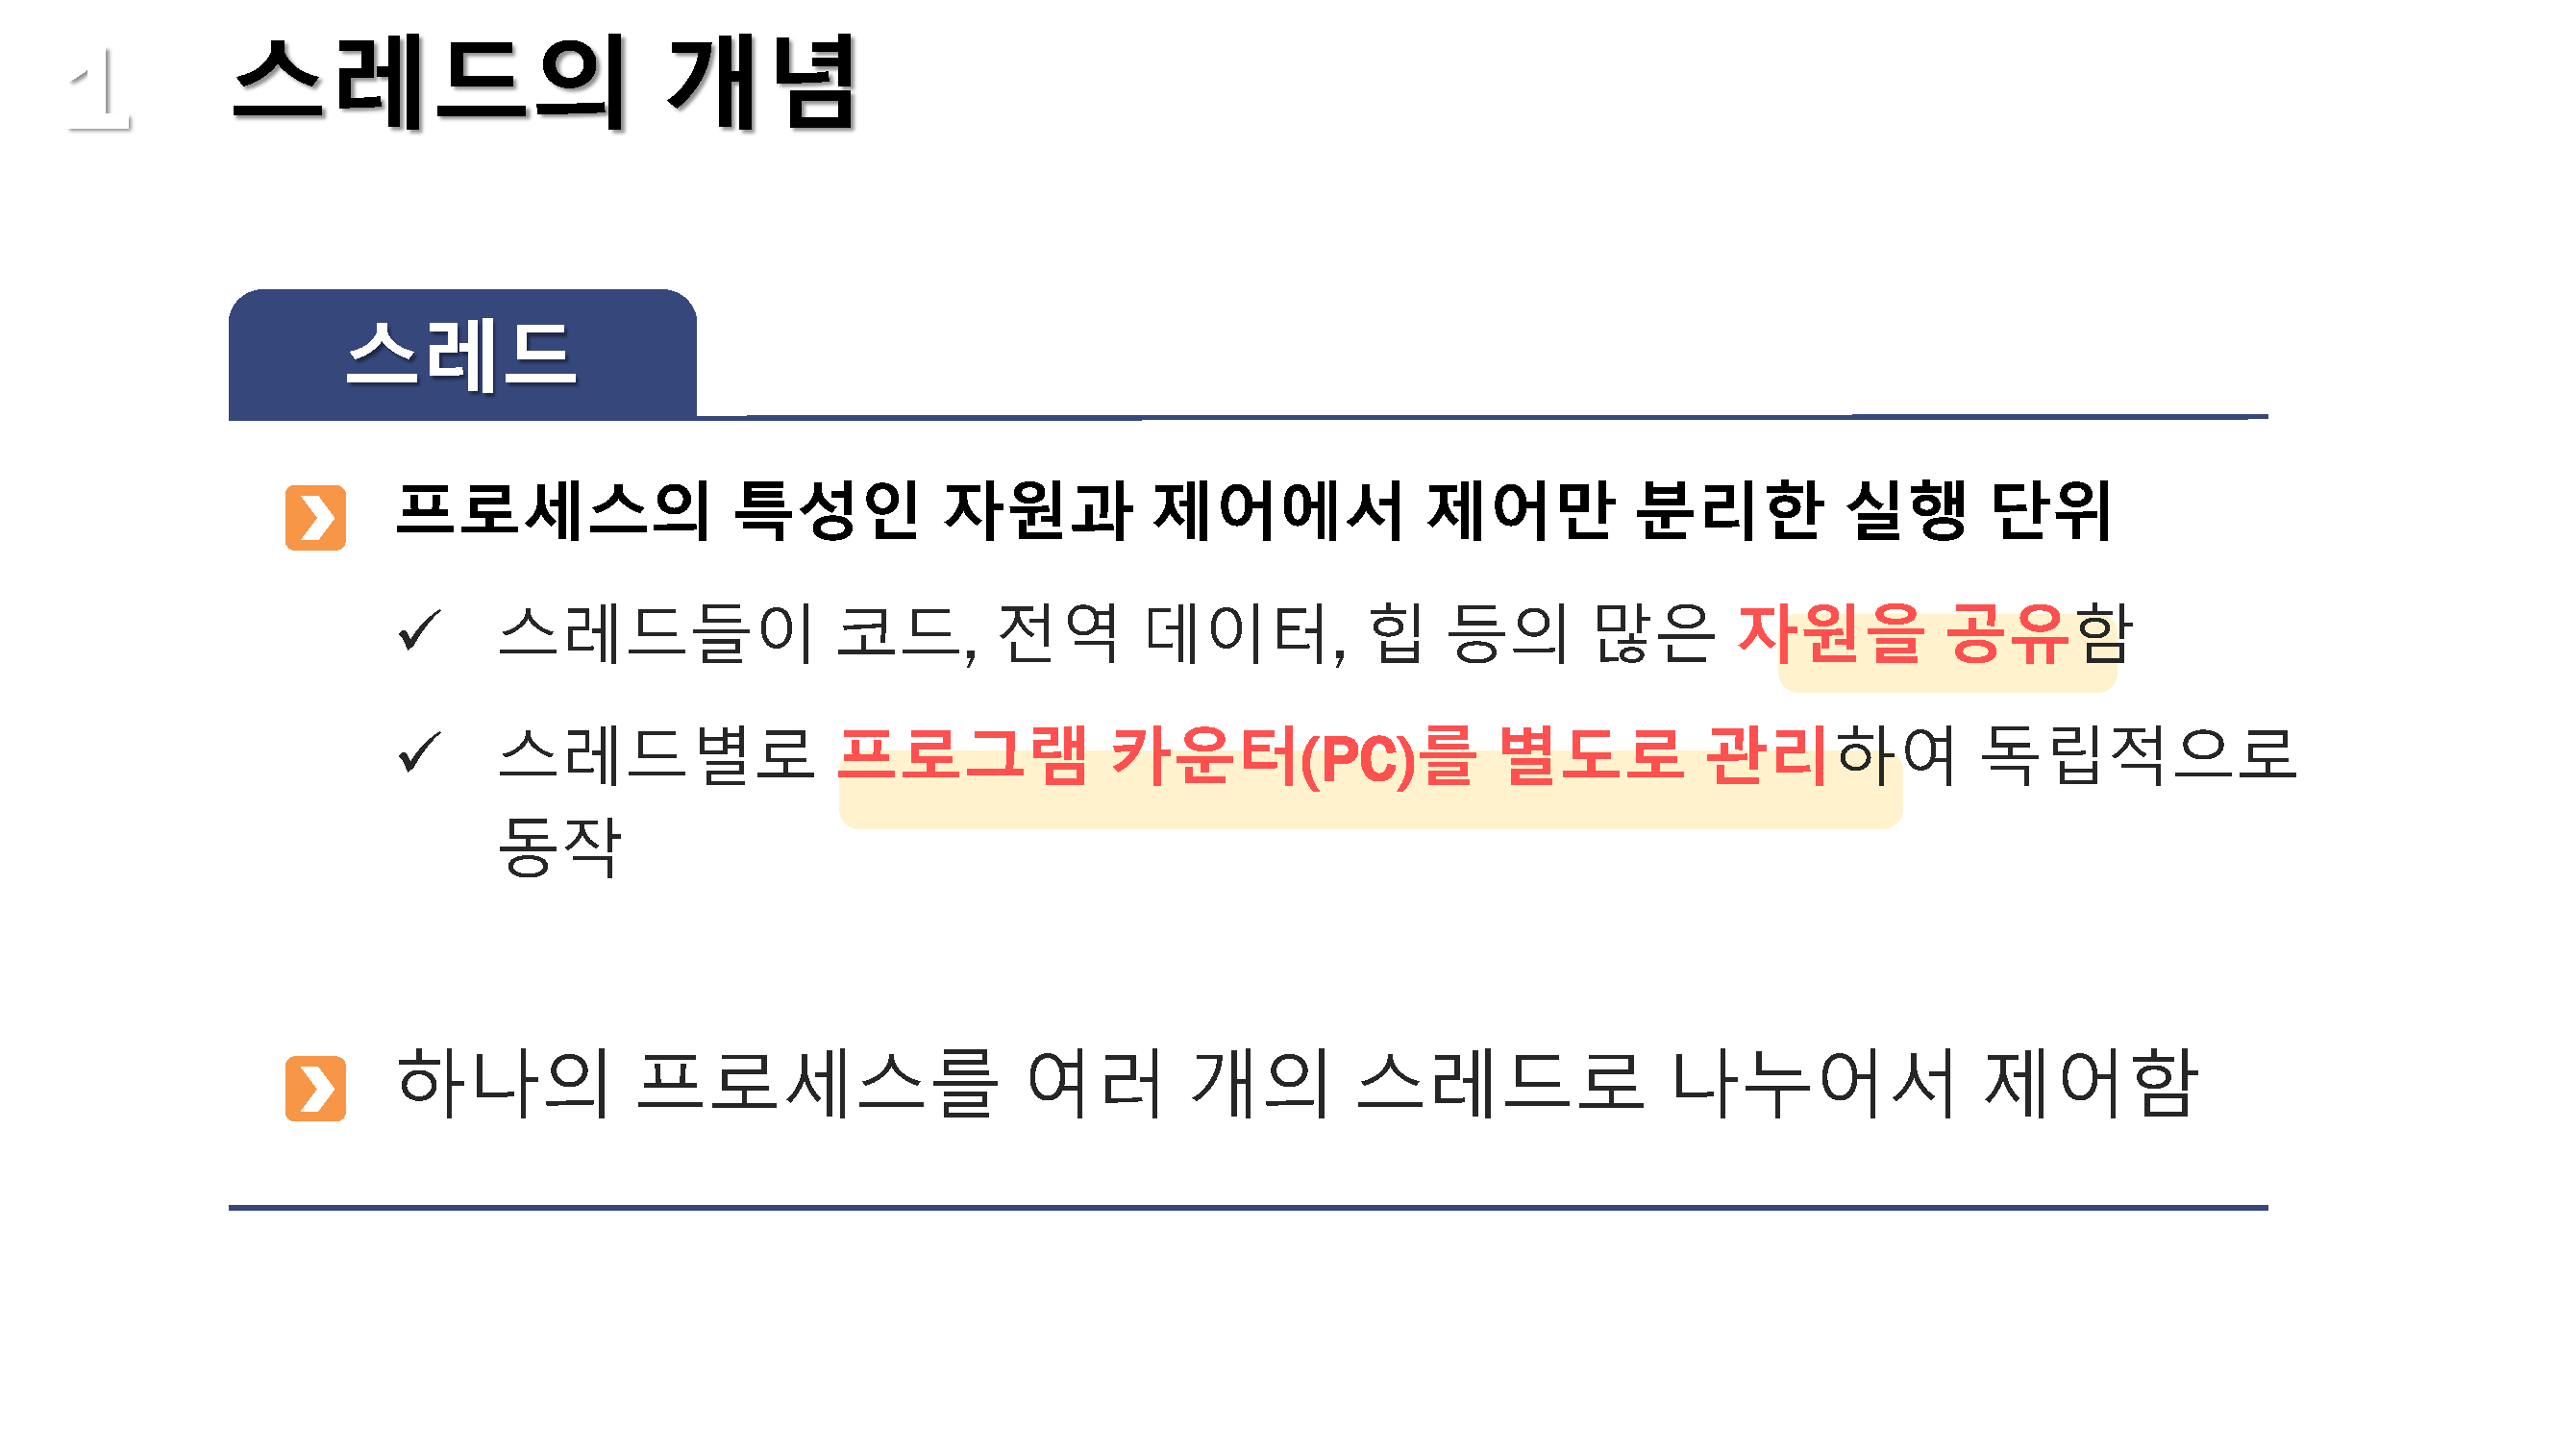 1 스레드의 개념
스레드
프로세스의 특성인 자원과 제어에서 제어만 분리한 실행 단위
✓ 스레드들이 코드, 전역 데이터, 힙 등의 많은 자원을 공유함
✓ 스레드별로 프로그램 카운터(PC)를 별도로 관리하여 독립적으로
동작
하나의 프로세스를 여러 개의 스레드로 나누어서 제어함